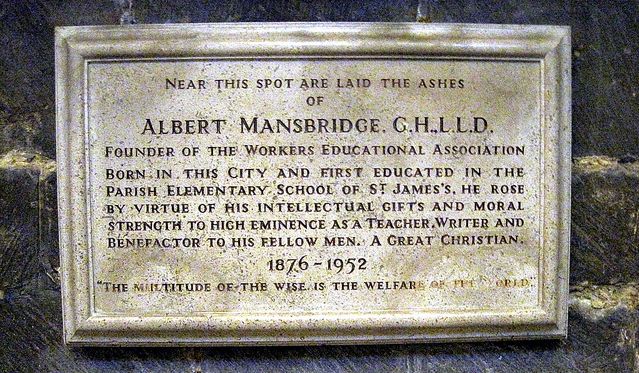 NEAR THIS SPOT ARE LAID THE ASHES
OF
ALBERT MANSBRIDGE. C.H., L.L.D.
FOUNDER OF THE WORKERS EDUCATIONAL ASSOCIATION
BORN IN THIS CITY AND FIRST EDUCATED IN THE
PARISH ELEMENTARY SCHOOL OF ST JAMES'S, HE ROSE
BY VIRTUE OF HIS INTELLECTUAL GIFTS AND MORAL
STRENGTH TO HIGH EMINENCE AS A TEACHER, WRITER AND
BENEFACTOR TO HIS FELLOW MEN. A GREAT CHRISTIAN.
1876-1952
"THE MULTITUDE OF THE WISE IS THE WELFARE OF THE WORLD."